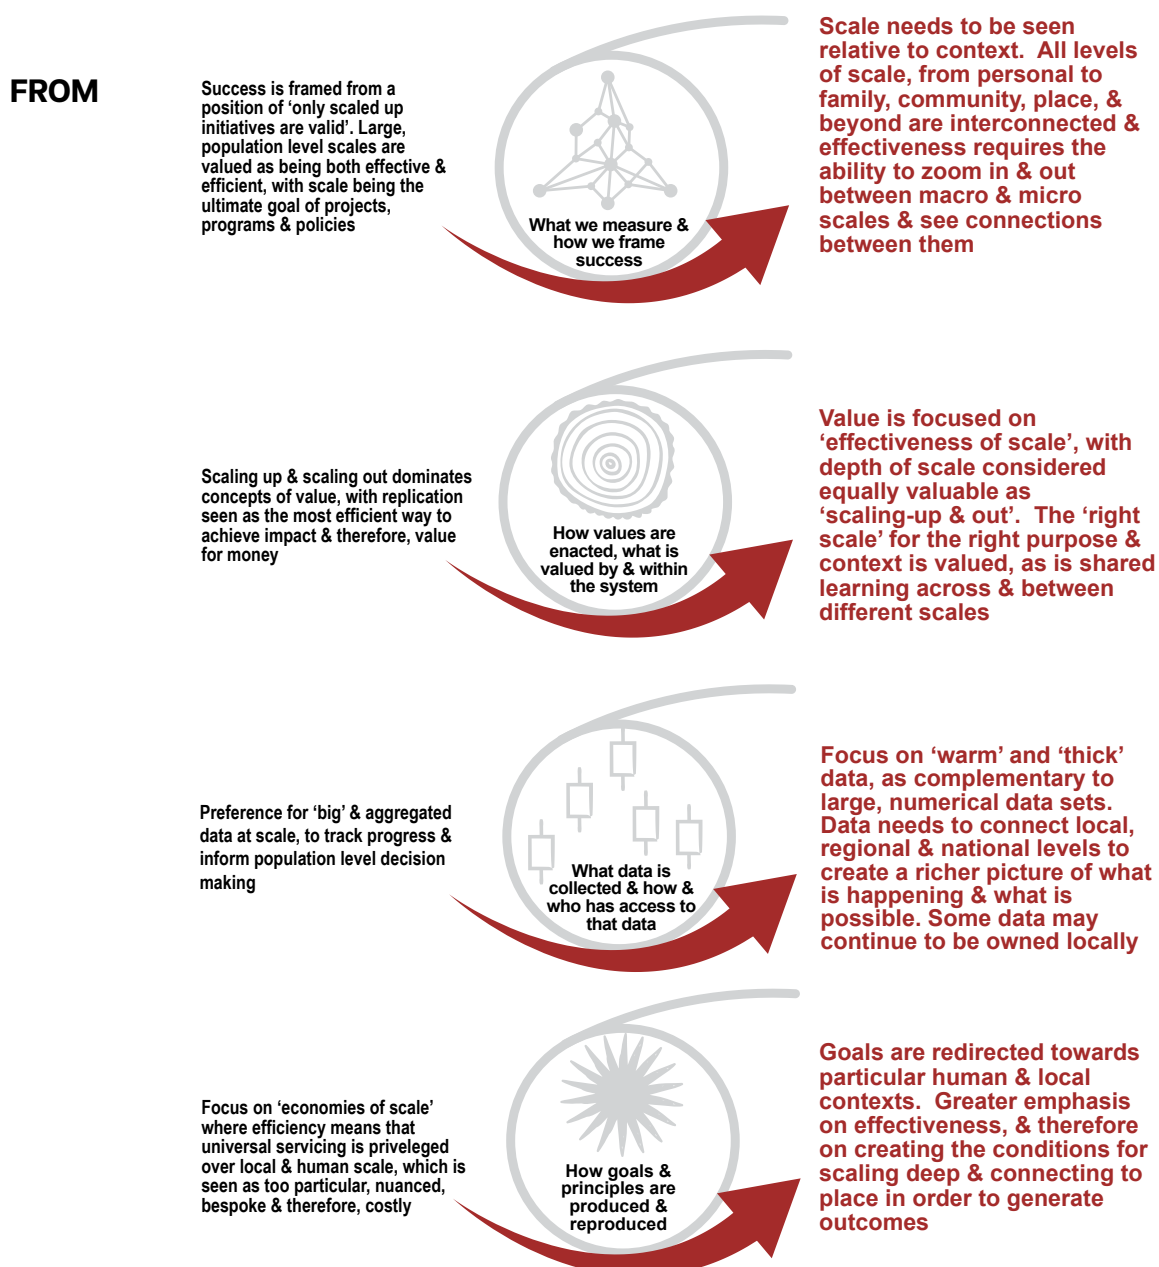 FROM
Success is framed from a
position of ‘only scaled up
initiatives are valid’. Large,
population level scales are
valued as being both effective &
efficient, with scale being the
ultimate goal of projects,
programs & policies
What we measure &
how we frame
success
Scale needs to be seen
relative to context.  All levels
of scale, from personal to
family, community, place, &
beyond are interconnected &
effectiveness requires the
ability to zoom in & out
between macro & micro
scales & see connections
between them
Scaling up & scaling out dominates
concepts of value, with replication
seen as the most efficient way to
achieve impact & therefore, value
for money
How values are
enacted, what is
valued by & within
the system
Value is focused on
‘effectiveness of scale’, with
depth of scale considered
equally valuable as
‘scaling-up & out’.  The ‘right
scale’ for the right purpose &
context is valued, as is shared
learning across & between
different scales
Preference for ‘big’ & aggregated
data at scale, to track progress &
inform population level decision
making
What data is
collected & how &
who has access to
that data
Focus on ‘warm’ and ‘thick’
data, as complementary to
large, numerical data sets.
Data needs to connect local,
regional & national levels to
create a richer picture of what
is happening & what is
possible. Some data may
continue to be owned locally
Focus on ‘economies of scale’
where efficiency means that
universal servicing is priveleged
over local & human scale, which is
seen as too particular, nuanced,
bespoke & therefore, costly
How goals &
principles are
produced &
reproduced
Goals are redirected towards
particular human & local
contexts.  Greater emphasis
on effectiveness, & therefore
on creating the conditions for
scaling deep & connecting to
place in order to generate
outcomes